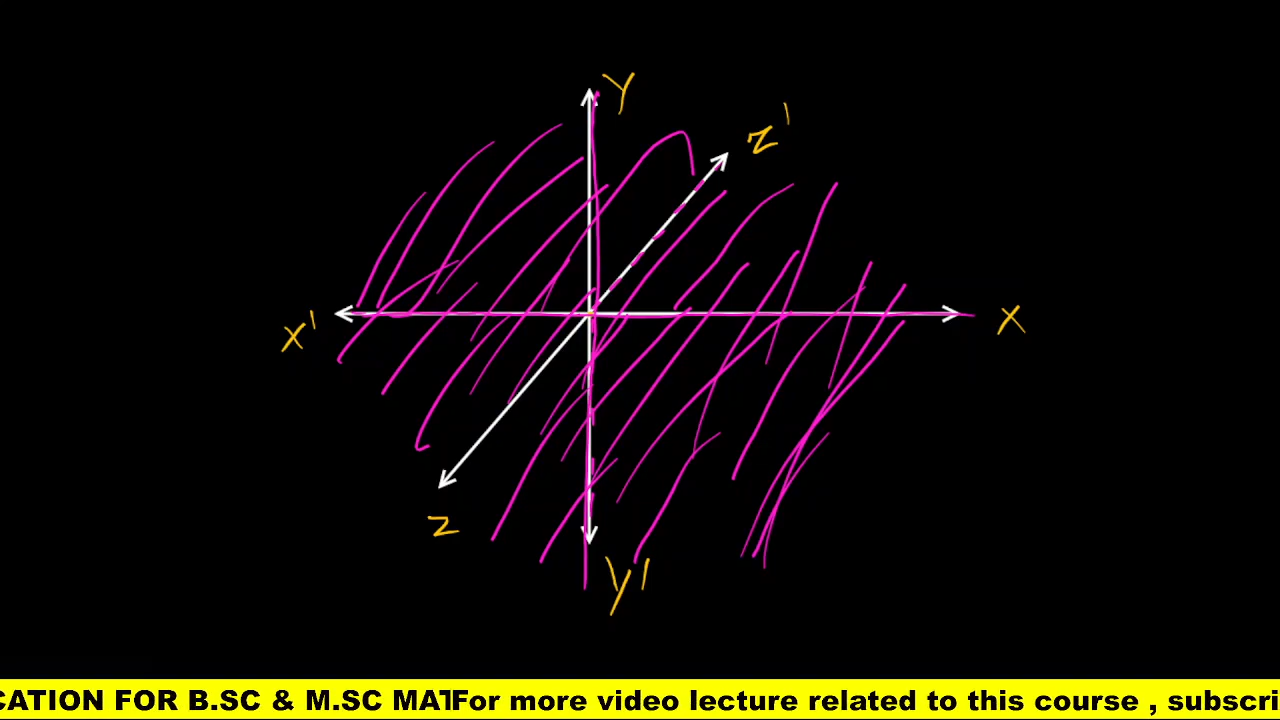 Y
Z'
X'
X
Z
Y'
CATION FOR B.SC & M.SC MATFor more video lecture related to this course , subscri